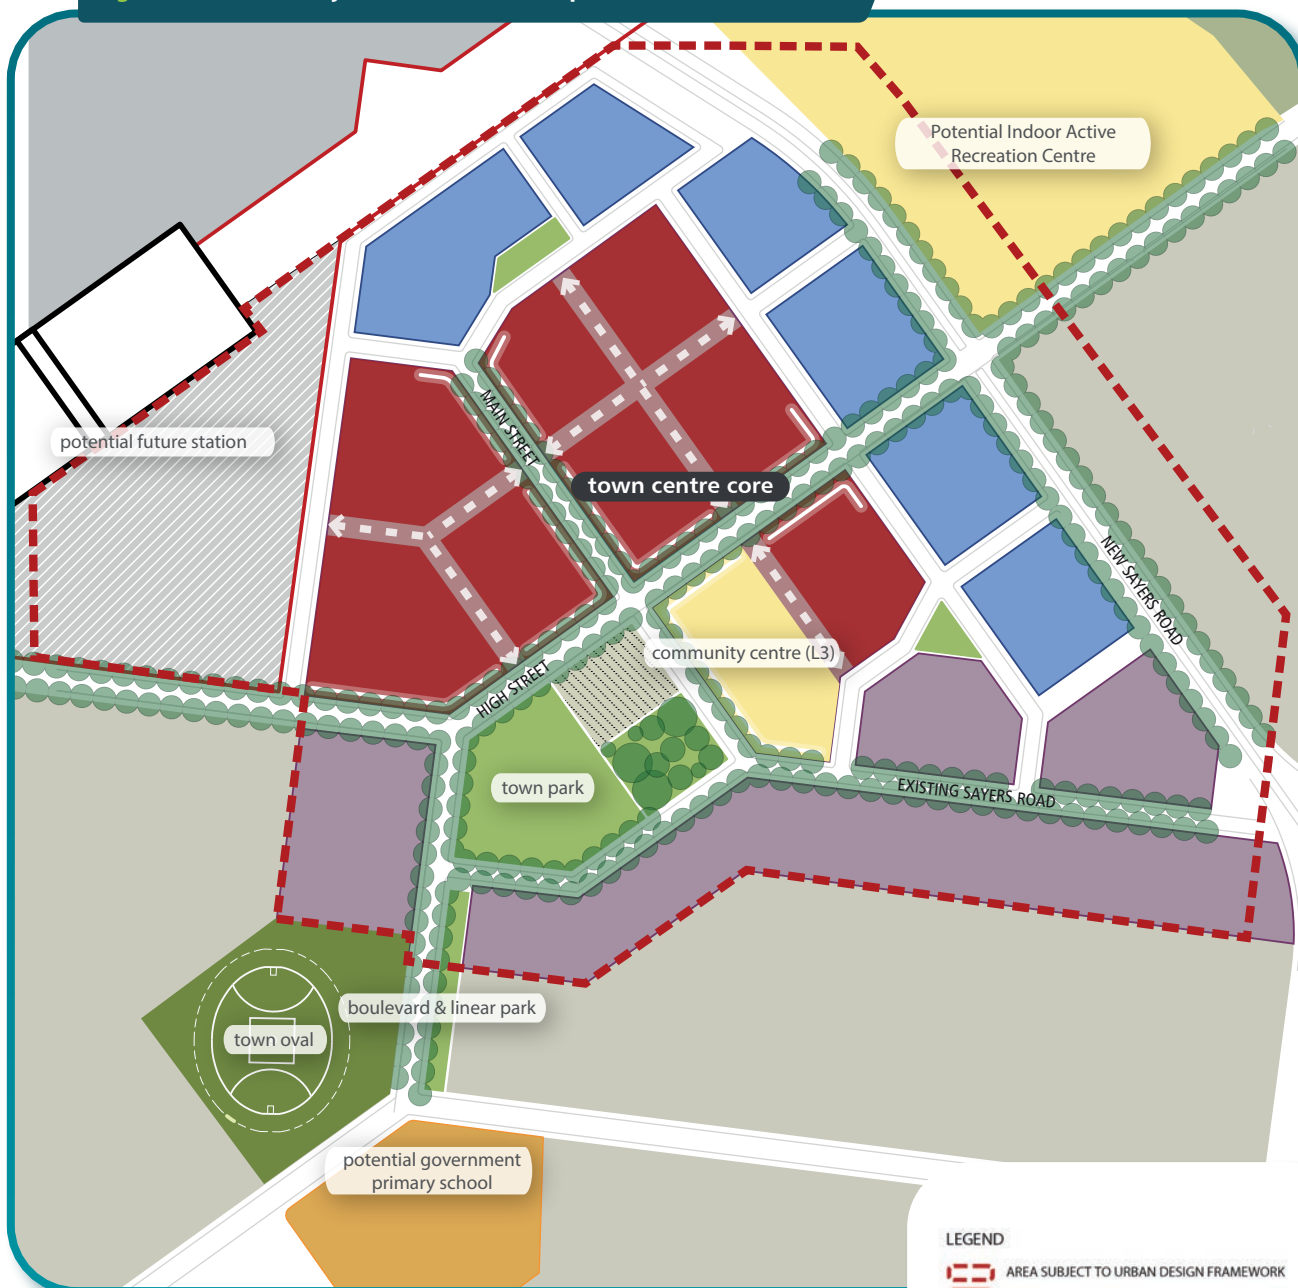 Potential Indoor Active
Recreation Centre
potential future station
MAIN STREET
town centre core
NEW SAYERS ROAD
community centre (L3)
HIGH STREET
town park
EXISTING SAYERS ROAD
boulevard & linear park
town oval
potential government
primary school
LEGEND
AREA SUBJECT TO URBAN DESIGN FRAMEWORK